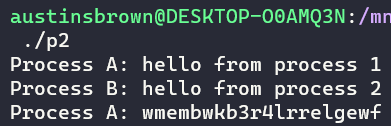 austinsbrown@DESKTOP-O0AMQ3N:/mn
./p2
Process A: hello from process 1
Process B: hello from process 2
Process A: wmembwkb3r4lrrelgewf